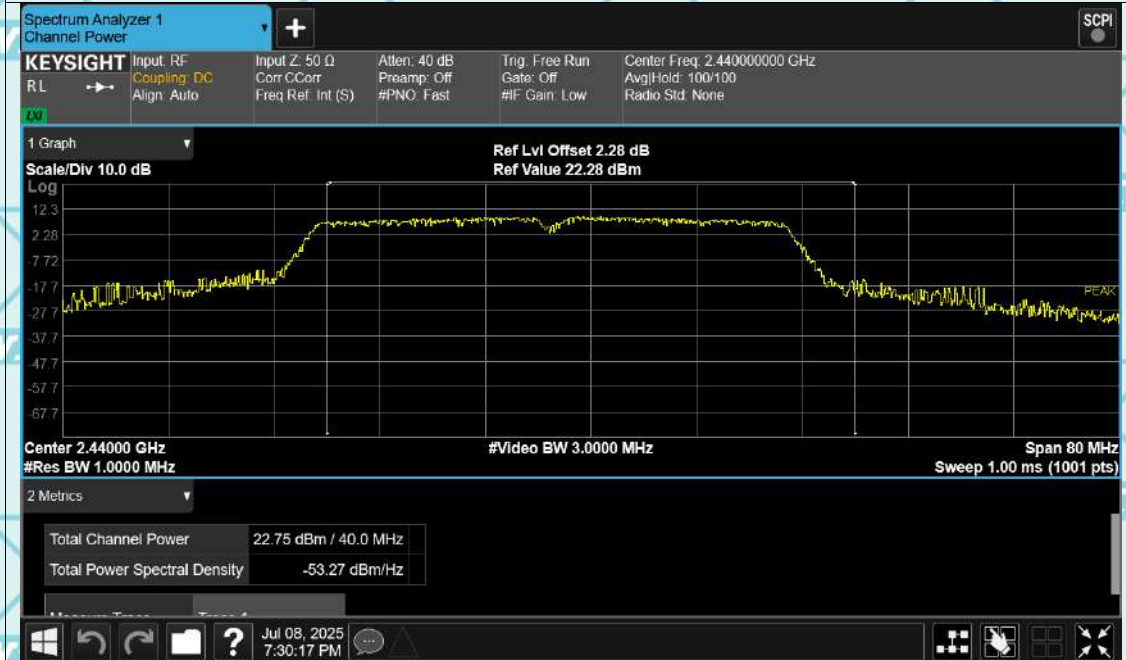 Spectrum Analyzer 1
Channel Power
+
SCPI
KEYSIGHT Input: RF Input Z: 50 Ω Atten: 40 dB Trig: Free Run Center Freq: 2.440000000 GHz
RL Coupling: DC Corr CCorr Preamp: Off Gate: Off Avg|Hold: 100/100
Align: Auto Freq Ref: Int (S) #PNO: Fast #IF Gain: Low Radio Std: None
LXI
1 Graph
Ref Lvl Offset 2.28 dB
Scale/Div 10.0 dB Ref Value 22.28 dBm
Log
12.3
2.28
-7.72
-17.7
PEAK
-27.7
-37.7
-47.7
-57.7
-67.7
Center 2.44000 GHz #Video BW 3.0000 MHz Span 80 MHz
#Res BW 1.0000 MHz Sweep 1.00 ms (1001 pts)
2 Metrics
Total Channel Power 22.75 dBm / 40.0 MHz
Total Power Spectral Density -53.27 dBm/Hz
?
Jul 08, 2025
7:30:17 PM